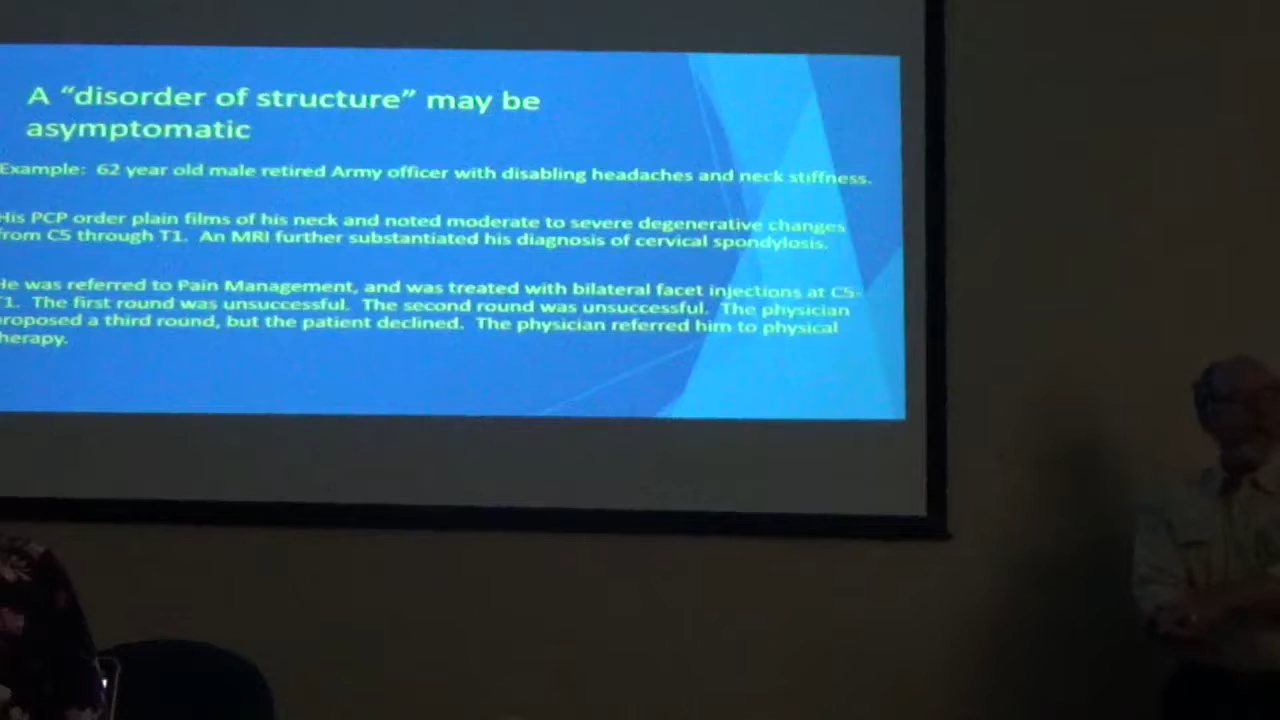 A “disorder of structure” may be
asymptomatic
Example: 62 year old male retired Army officer with disabling headaches and neck stiffness.
His PCP order plain films of his neck and noted moderate to severe degenerative changes
from C5 through T1. An MRI further substantiated his diagnosis of cervical spondylosis.
He was referred to Pain Management, and was treated with bilateral facet injections at C5-
T1. The first round was unsuccessful. The second round was unsuccessful. The physician
roposed a third round, but the patient declined. The physician referred him to physical
herapy.